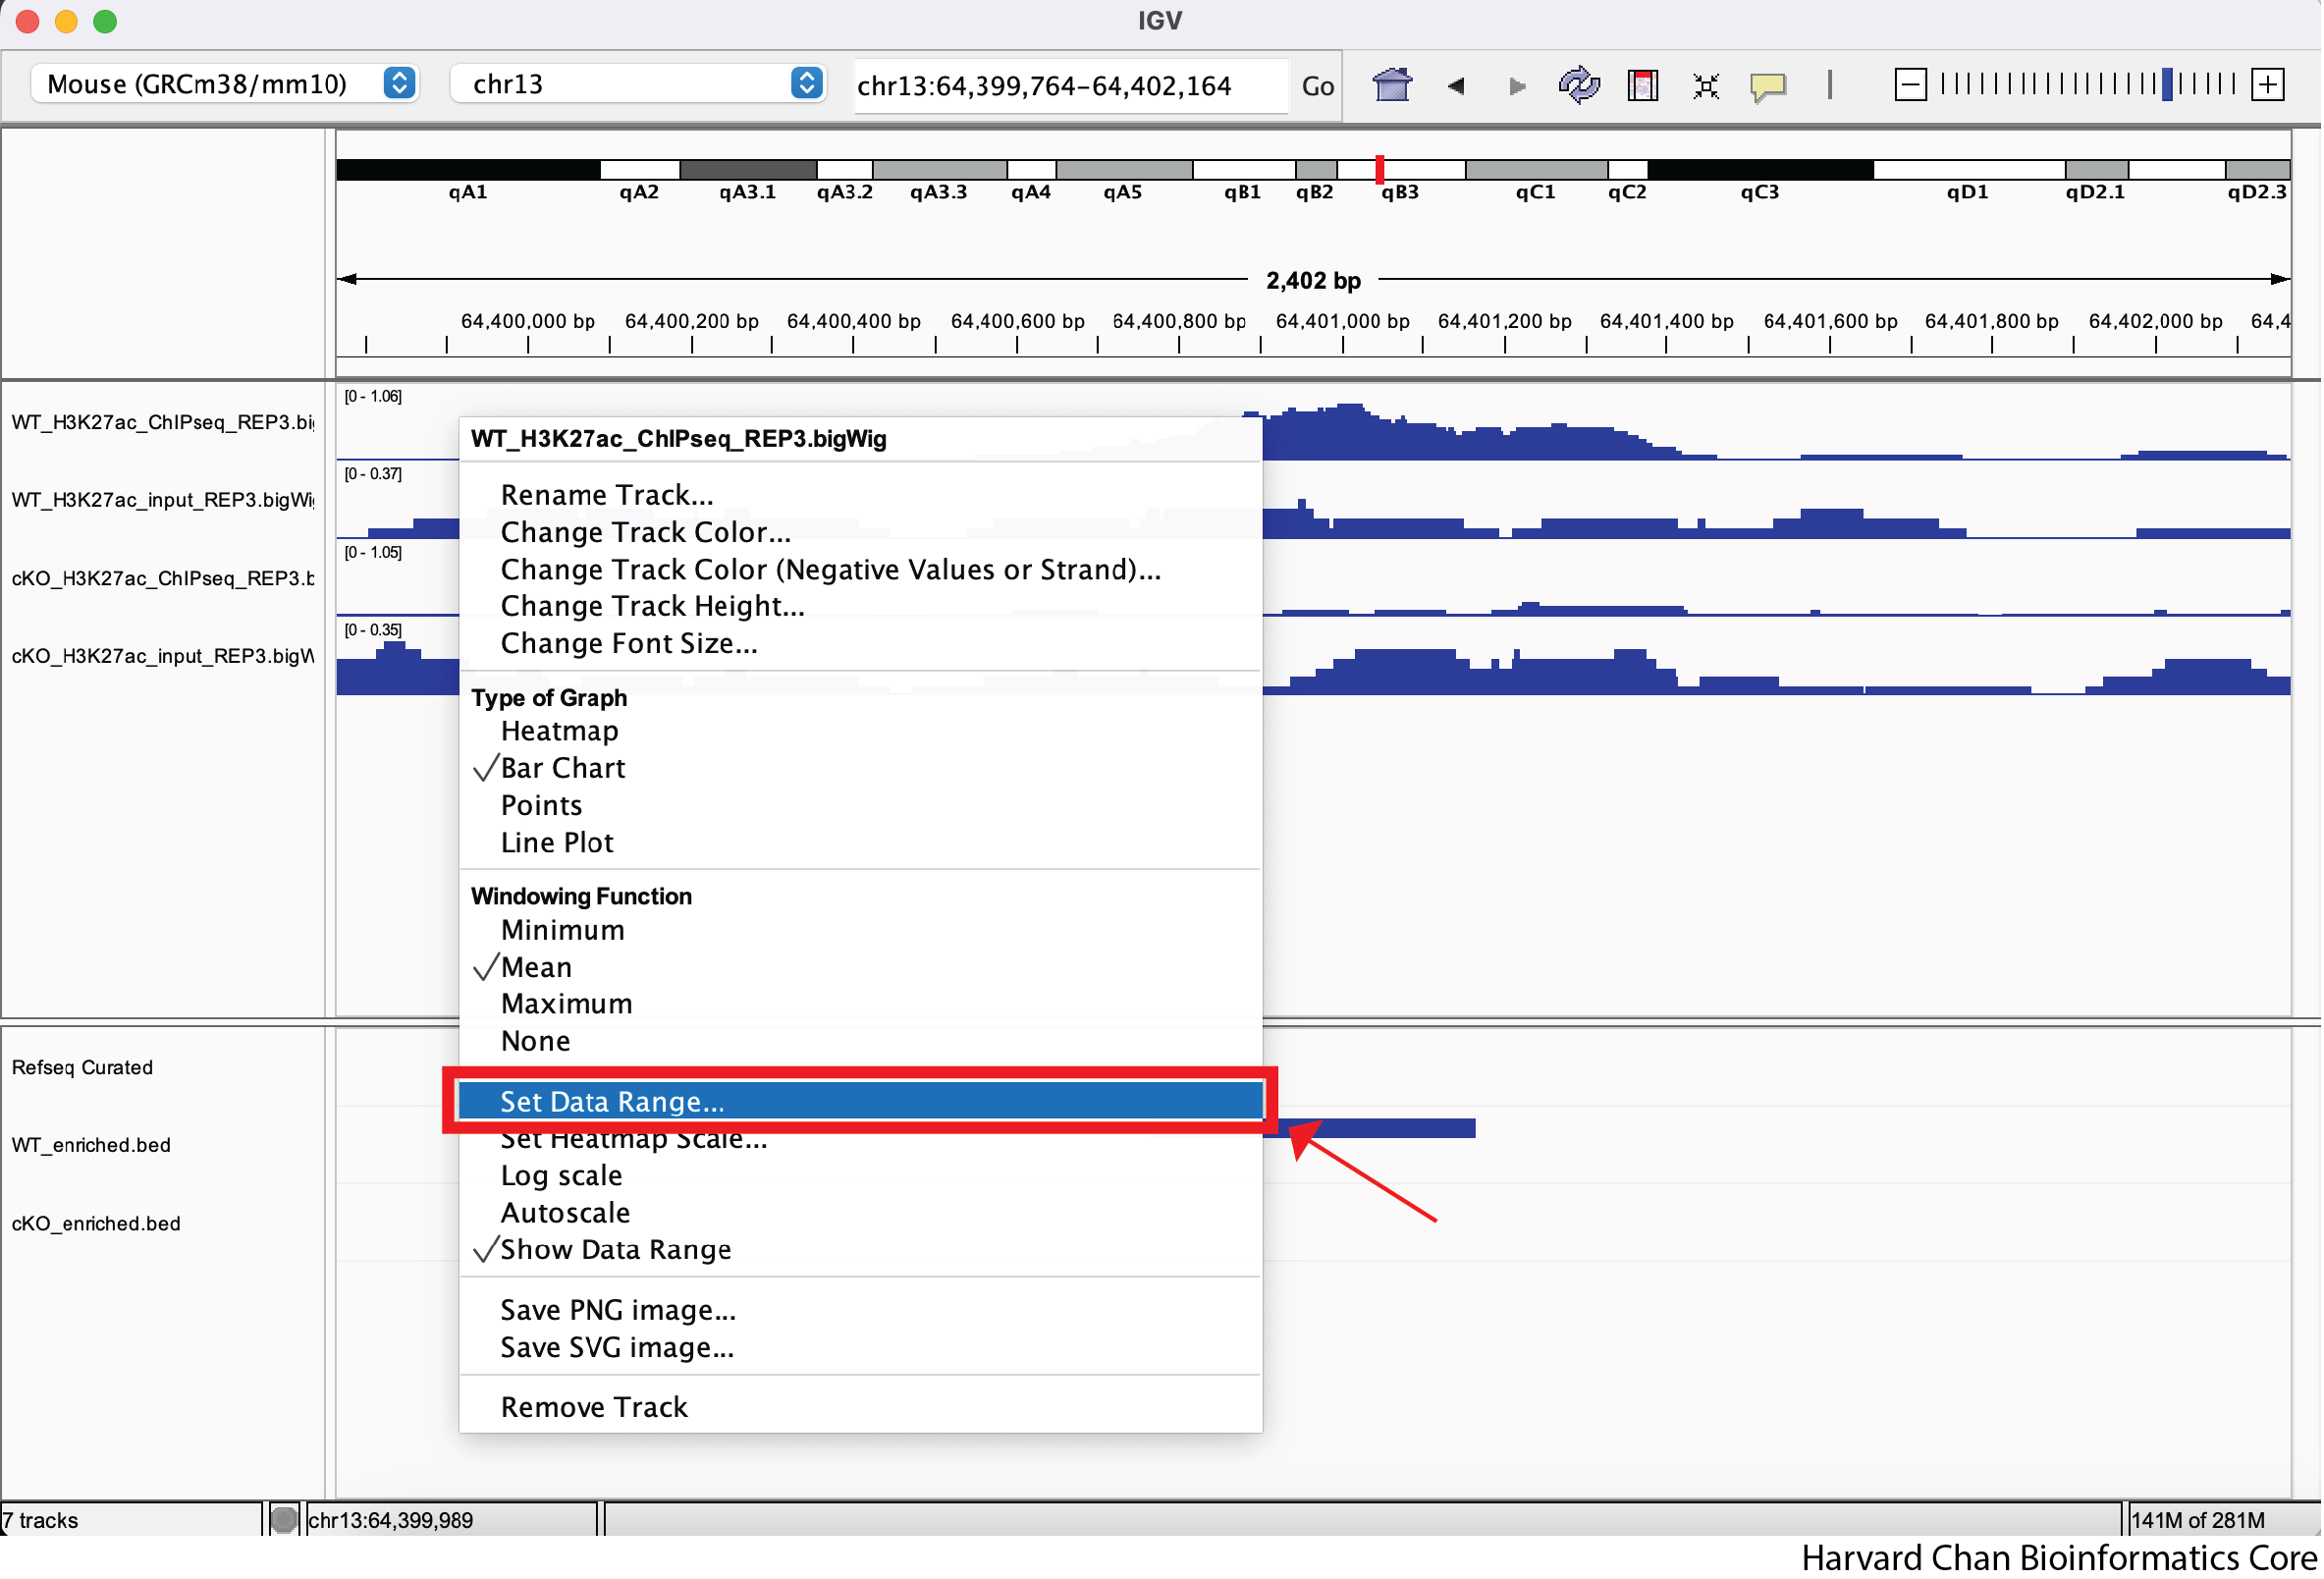 IGV
Mouse (GRCm38/mm10) chr13 chr13:64,399,764-64,402,164 Go
qA1 qA2 qA3.1 qA3.2 qA3.3 qA4 qA5 qB1 qB2 qB3 qC1 qC2 qC3 qD1 qD2.1 qD2.3
2,402 bp
64,400,000 bp 64,400,200 bp 64,400,400 bp 64,400,600 bp 64,400,800 bp 64,401,000 bp 64,401,200 bp 64,401,400 bp 64,401,600 bp 64,401,800 bp 64,402,000 bp 64,4
[0 - 1.06]
WT_H3K27ac_ChIPseq_REP3.big
[0 - 0.37]
WT_H3K27ac_input_REP3.bigWig
[0 - 1.05]
cKO_H3K27ac_ChIPseq_REP3.b
[0 - 0.35]
cKO_H3K27ac_input_REP3.bigW
WT_H3K27ac_ChIPseq_REP3.bigWig
Rename Track...
Change Track Color...
Change Track Color (Negative Values or Strand)...
Change Track Height...
Change Font Size...
Type of Graph
Heatmap
Bar Chart
Points
Line Plot
Windowing Function
Minimum
Mean
Maximum
None
Set Data Range...
Set Heatmap Scale...
Log scale
Autoscale
Show Data Range
Save PNG image...
Save SVG image...
Remove Track
Refseq Curated
WT_enriched.bed
cKO_enriched.bed
7 tracks chr13:64,399,989 141M of 281M
Harvard Chan Bioinformatics Core